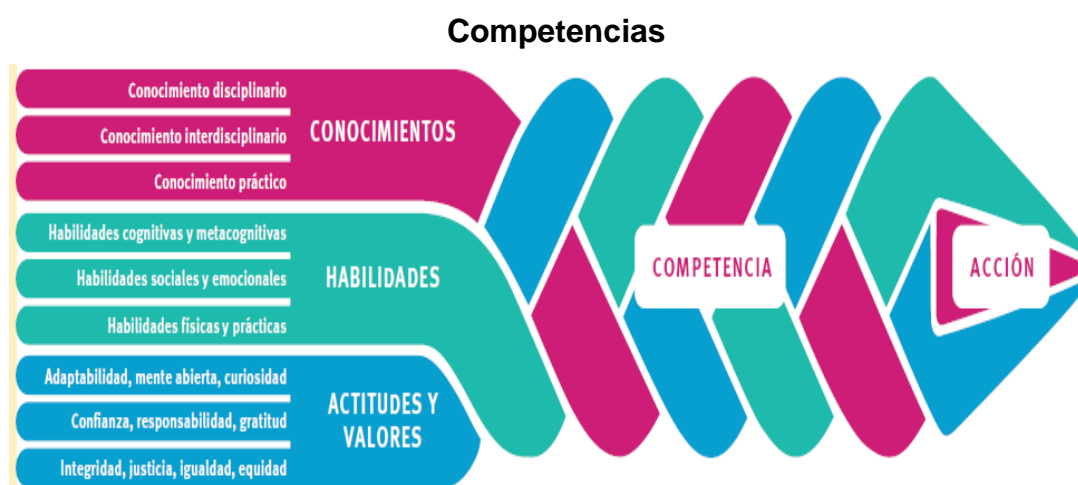 Competencias
Conocimiento disciplinario
Conocimiento interdisciplinario
Conocimiento práctico
CONOCIMIENTOS
Habilidades cognitivas y metacognitivas
Habilidades sociales y emocionales
Habilidades físicas y prácticas
HABILIDADES
Adaptabilidad, mente abierta, curiosidad
Confianza, responsabilidad, gratitud
Integridad, justicia, igualdad, equidad
ACTITUDES Y
VALORES
COMPETENCIA
ACCIÓN